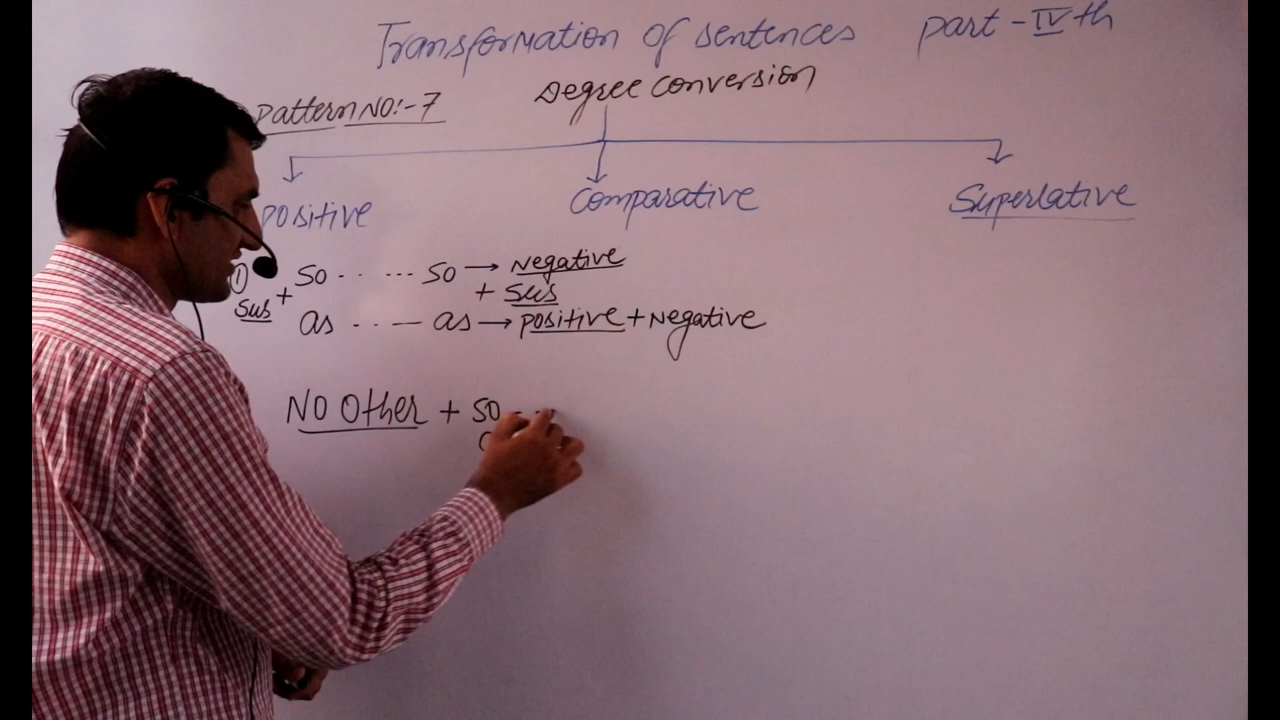 Transformation of sentences part-IVth
Degree conversion
Pattern NO:-7
Positive Comparative Superlative
① Sub + so.. ... so → Negative
+ Sub
as ..- as → positive + Negative
NO Other + so